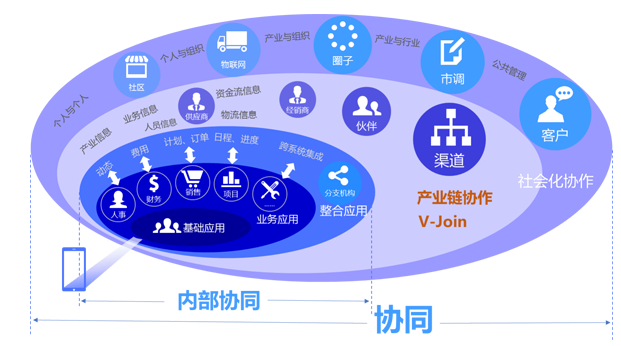 个人与个人
个人与组织
产业与组织
产业与行业
公共管理
社区
物联网
圈子
市调
客户
社会化协作
产业信息
业务信息
人员信息
资金流信息
物流信息
供应商
经销商
伙伴
渠道
产业链协作
V-Join
动态
费用
计划、订单
日程、进度
跨系统集成
人事
财务
销售
项目
......
分支机构
整合应用
业务应用
基础应用
内部协同
协同